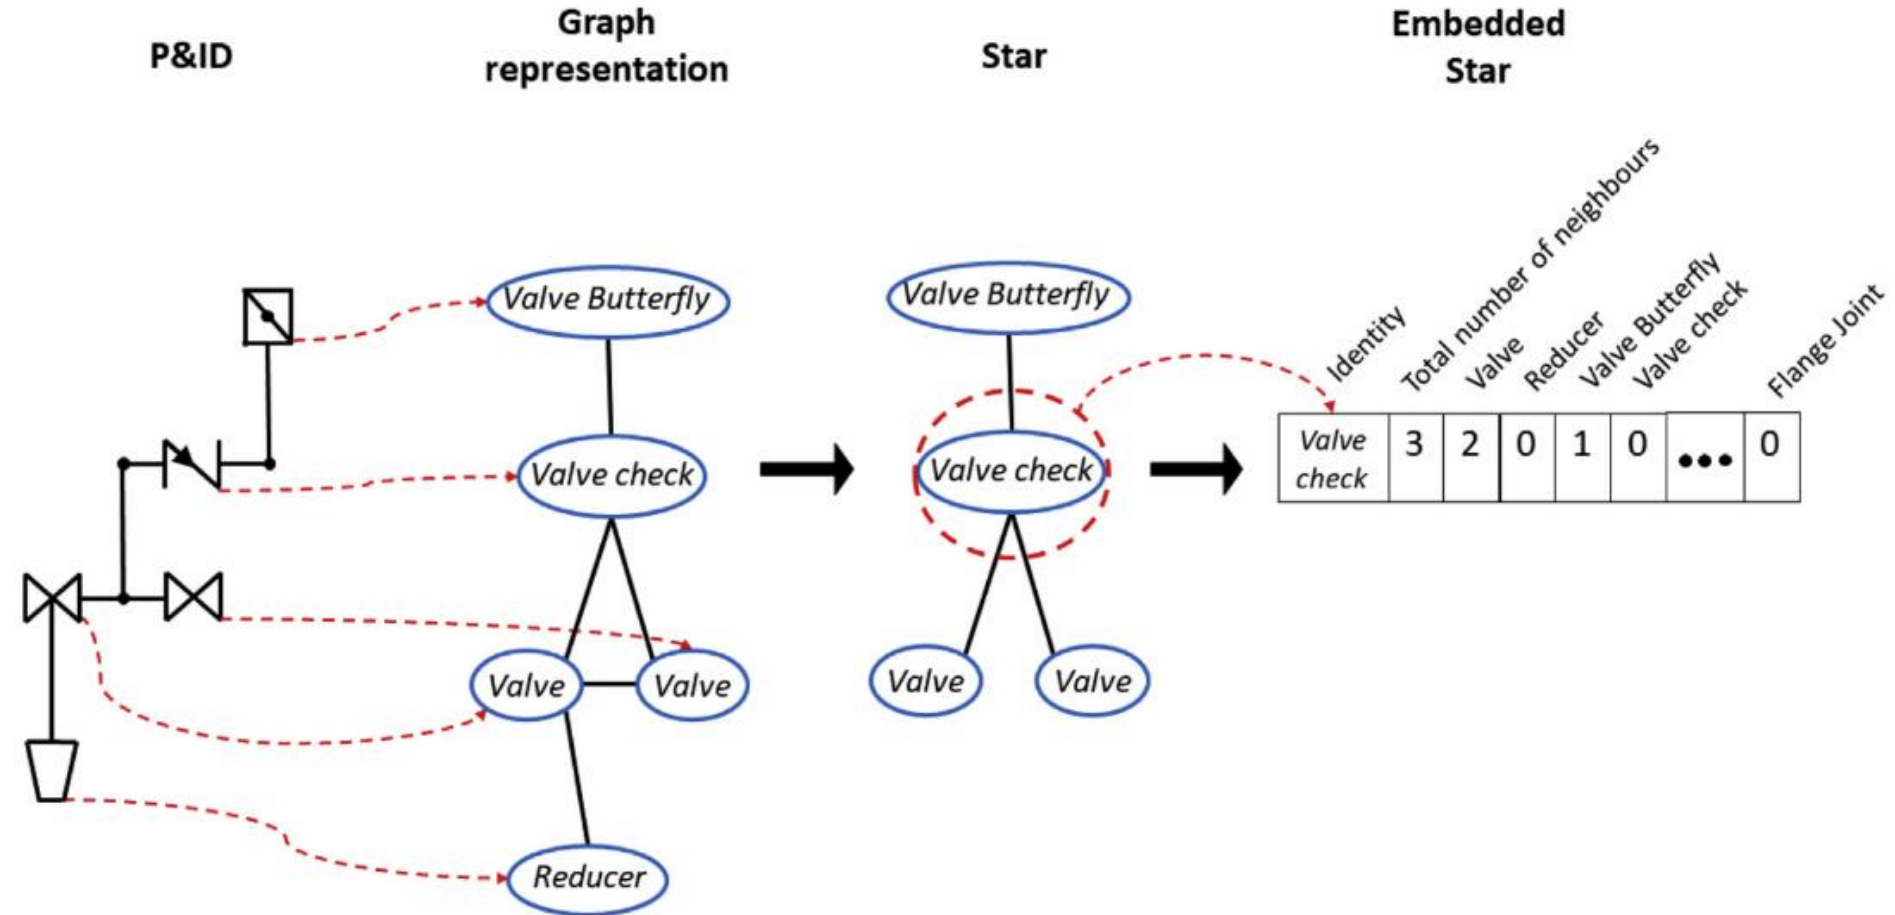 P&ID
Graph
representation
Star
Embedded
Star
Valve Butterfly
Valve check
Valve
Valve
Reducer
Valve Butterfly
Valve check
Valve
Valve
Identity
Total number of neighbours
Valve
Reducer
Valve Butterfly
Valve check
Flange Joint
Valve
check
3
2
0
1
0
...
0